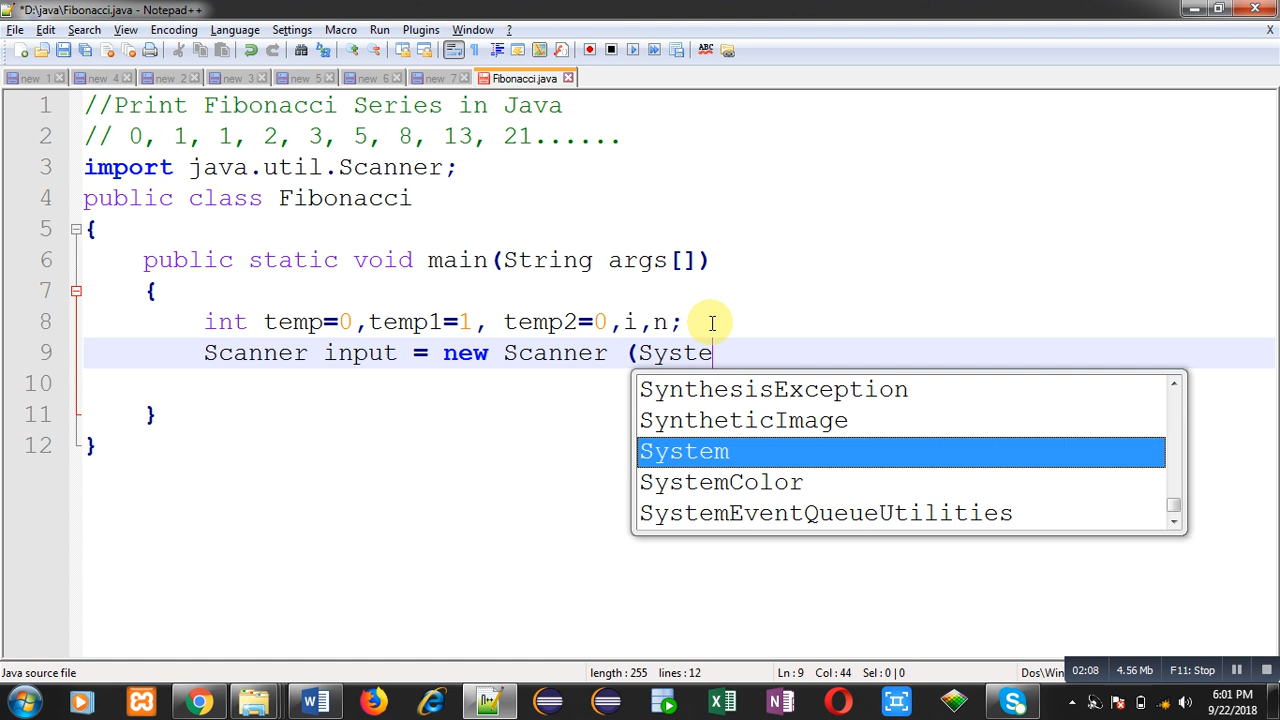 *D:\java\Fibonacci.java - Notepad++
File Edit Search View Encoding Language Settings Macro Run Plugins Window ? X
new 1 new 4 new 2 new 3 new 5 new 6 new 7 Fibonacci.java
1 //Print Fibonacci Series in Java
2 // 0, 1, 1, 2, 3, 5, 8, 13, 21......
3 import java.util.Scanner;
4 public class Fibonacci
5 {
6 public static void main(String args[])
7 {
8 int temp=0,temp1=1, temp2=0,i,n;
9 Scanner input = new Scanner (Syste
SynthesisException
10
SyntheticImage
11 }
12 }
System
SystemColor
SystemEventQueueUtilities
Java source file length : 255 lines : 12 Ln : 9 Col : 44 Sel : 0 | 0 Dos\Win 02:08 4.56 Mb F11: Stop
6:01 PM
9/22/2018